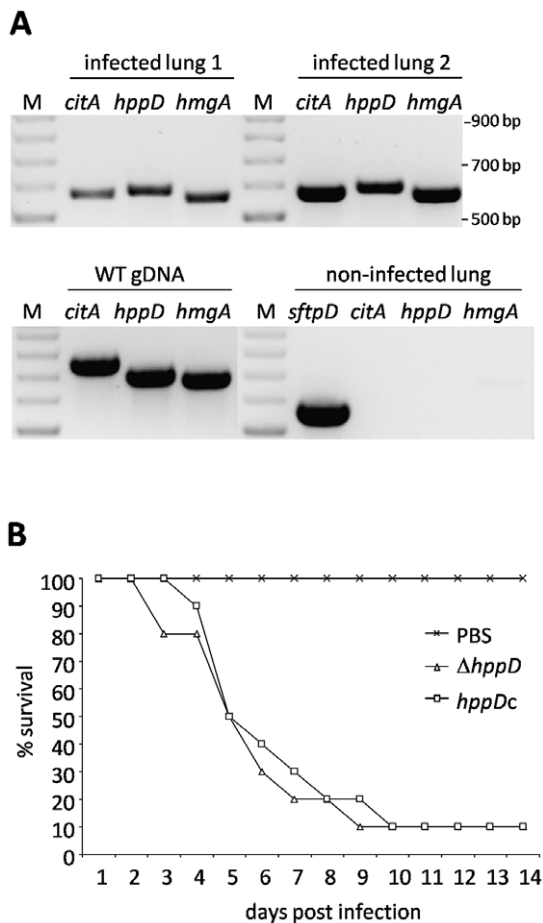 A
infected lung 1 infected lung 2
M citA hppD hmgA M citA hppD hmgA
-900 bp
-700 bp
-500 bp
WT gDNA non-infected lung
M citA hppD hmgA M sftpD citA hppD hmgA
B
% survival
100
90
80
70
60
50
40
30
20
10
0
PBS
ΔhppD
hppDc
1 2 3 4 5 6 7 8 9 10 11 12 13 14
days post infection